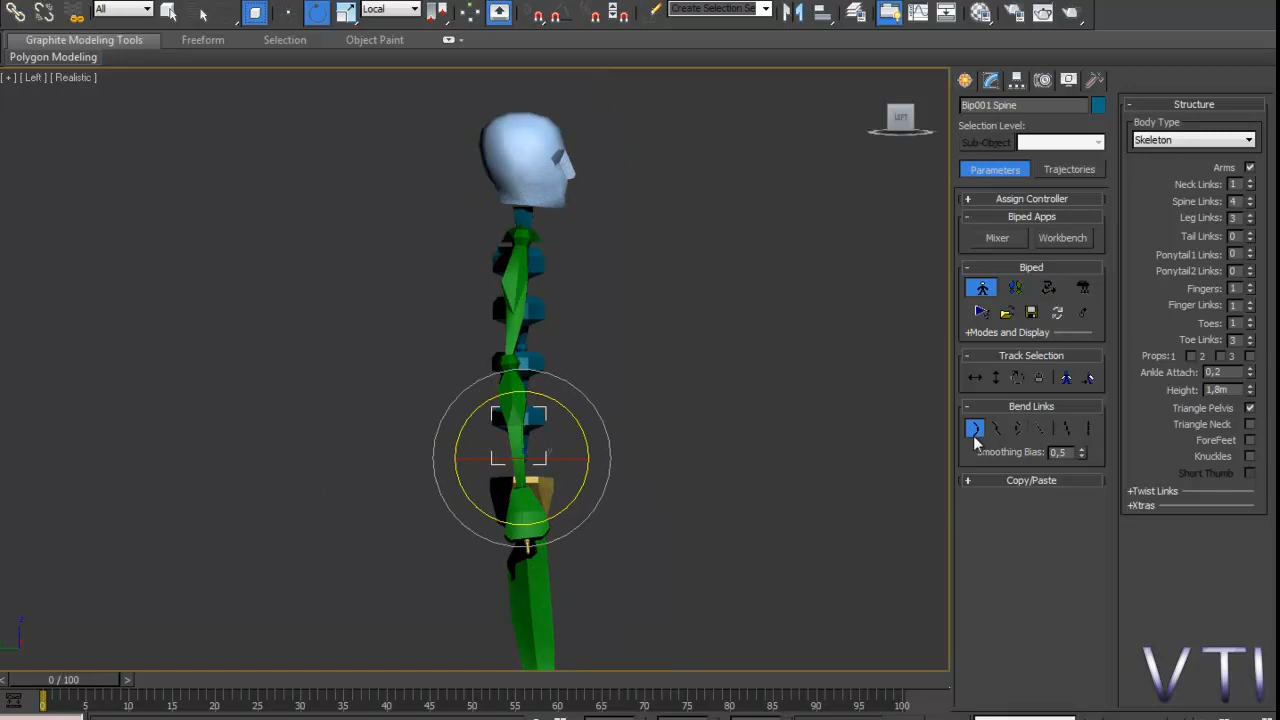 All
Local
Create Selection Se
Graphite Modeling Tools
Freeform
Selection
Object Paint
Polygon Modeling
[ + ] [ Left ] [ Realistic ]
LEFT
Bip001 Spine
Selection Level:
Sub-Object
Parameters
Trajectories
+ Assign Controller
- Biped Apps
Mixer
Workbench
- Biped
+Modes and Display
- Track Selection
- Bend Links
Smoothing Bias: 0,5
+ Copy/Paste
- Structure
Body Type
Skeleton
Arms
Neck Links: 1
Spine Links: 4
Leg Links: 3
Tail Links: 0
Ponytail1 Links: 0
Ponytail2 Links: 0
Fingers: 1
Finger Links: 1
Toes: 1
Toe Links: 3
Props: 1 2 3
Ankle Attach: 0,2
Height: 1,8m
Triangle Pelvis
Triangle Neck
ForeFeet
Knuckles
Short Thumb
+Twist Links
+Xtras
z
< 0 / 100 >
0 5 10 15 20 25 30 35 40 45 50 55 60 65 70 75 80 85 90 95 100
VTI